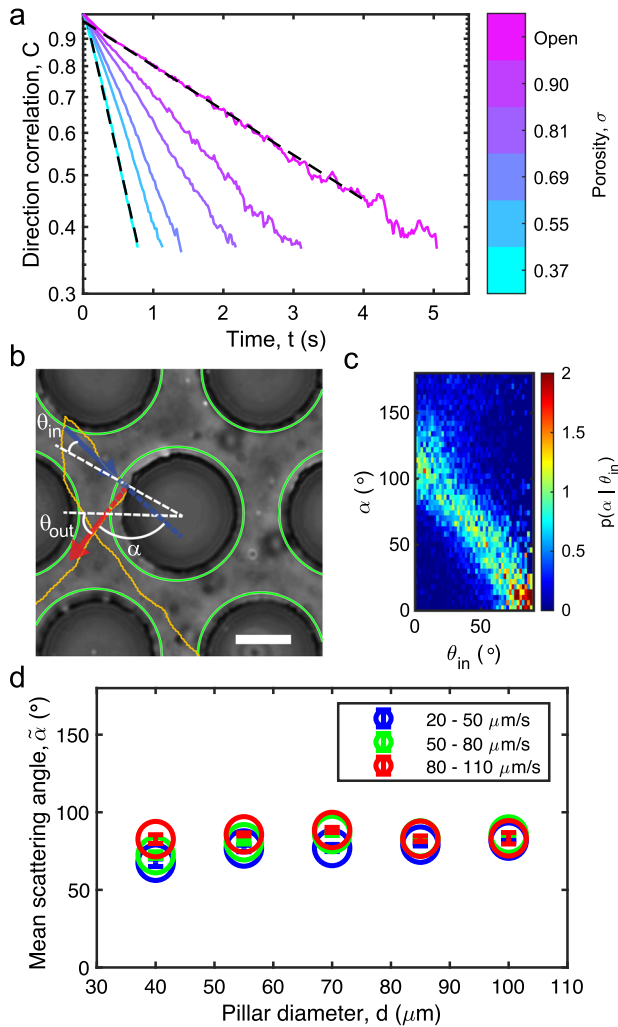 a
Direction correlation, C
0.9
0.8
0.7
0.6
0.5
0.4
0.3
0 1 2 3 4 5
Time, t (s)
Open
0.90
0.81
0.69
0.55
0.37
Porosity, σ
b
θin
θout
α
c
α (°)
150
100
50
0
0 50
θin (°)
2
1.5
1
0.5
0
p(α | θin)
d
Mean scattering angle, α̃ (°)
150
100
50
0
20 - 50 μm/s
50 - 80 μm/s
80 - 110 μm/s
30 40 50 60 70 80 90 100 110
Pillar diameter, d (μm)